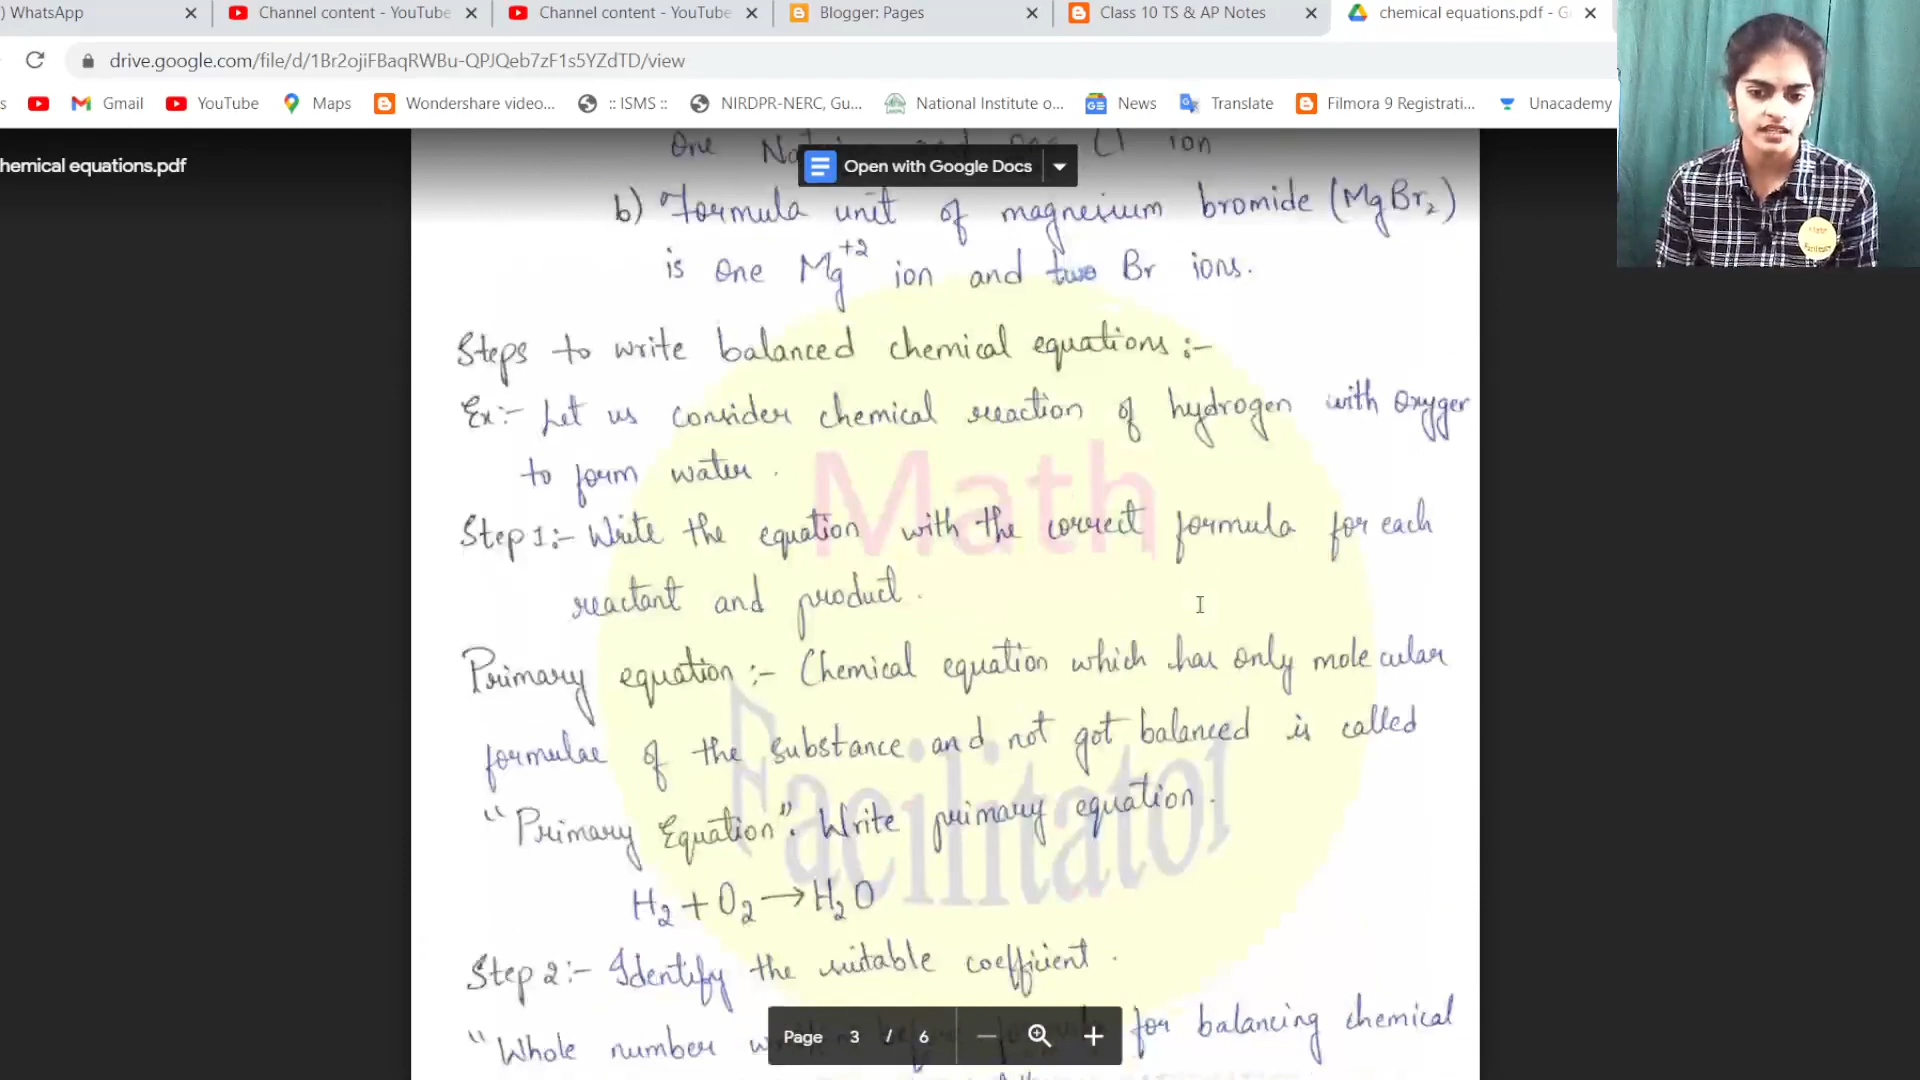 ) WhatsApp
Channel content - YouTube
Channel content - YouTube
Blogger: Pages
Class 10 TS & AP Notes
chemical equations.pdf - G
drive.google.com/file/d/1Br2ojiFBaqRWBu-QPJQeb7zF1s5YZdTD/view
s
Gmail
YouTube
Maps
Wondershare video...
:: ISMS ::
NIRDPR-NERC, Gu...
National Institute o...
News
Translate
Filmora 9 Registrati...
Unacademy
hemical equations.pdf
Open with Google Docs
One ion
b) Formula unit of magnesium bromide (MgBr₂)
is one Mg⁺² ion and two Br ions.
Steps to write balanced chemical equations :-
Ex:- Let us consider chemical reaction of hydrogen with oxygen
to form water.
Step 1:- Write the equation with the correct formula for each
reactant and product.
Primary equation :- Chemical equation which has only molecular
formulae of the substance and not got balanced is called
"Primary Equation". Write primary equation.
H₂ + O₂ → H₂O
Step 2:- Identify the suitable coefficient.
"Whole number for balancing chemical
Math
Facilitator
Page 3 / 6